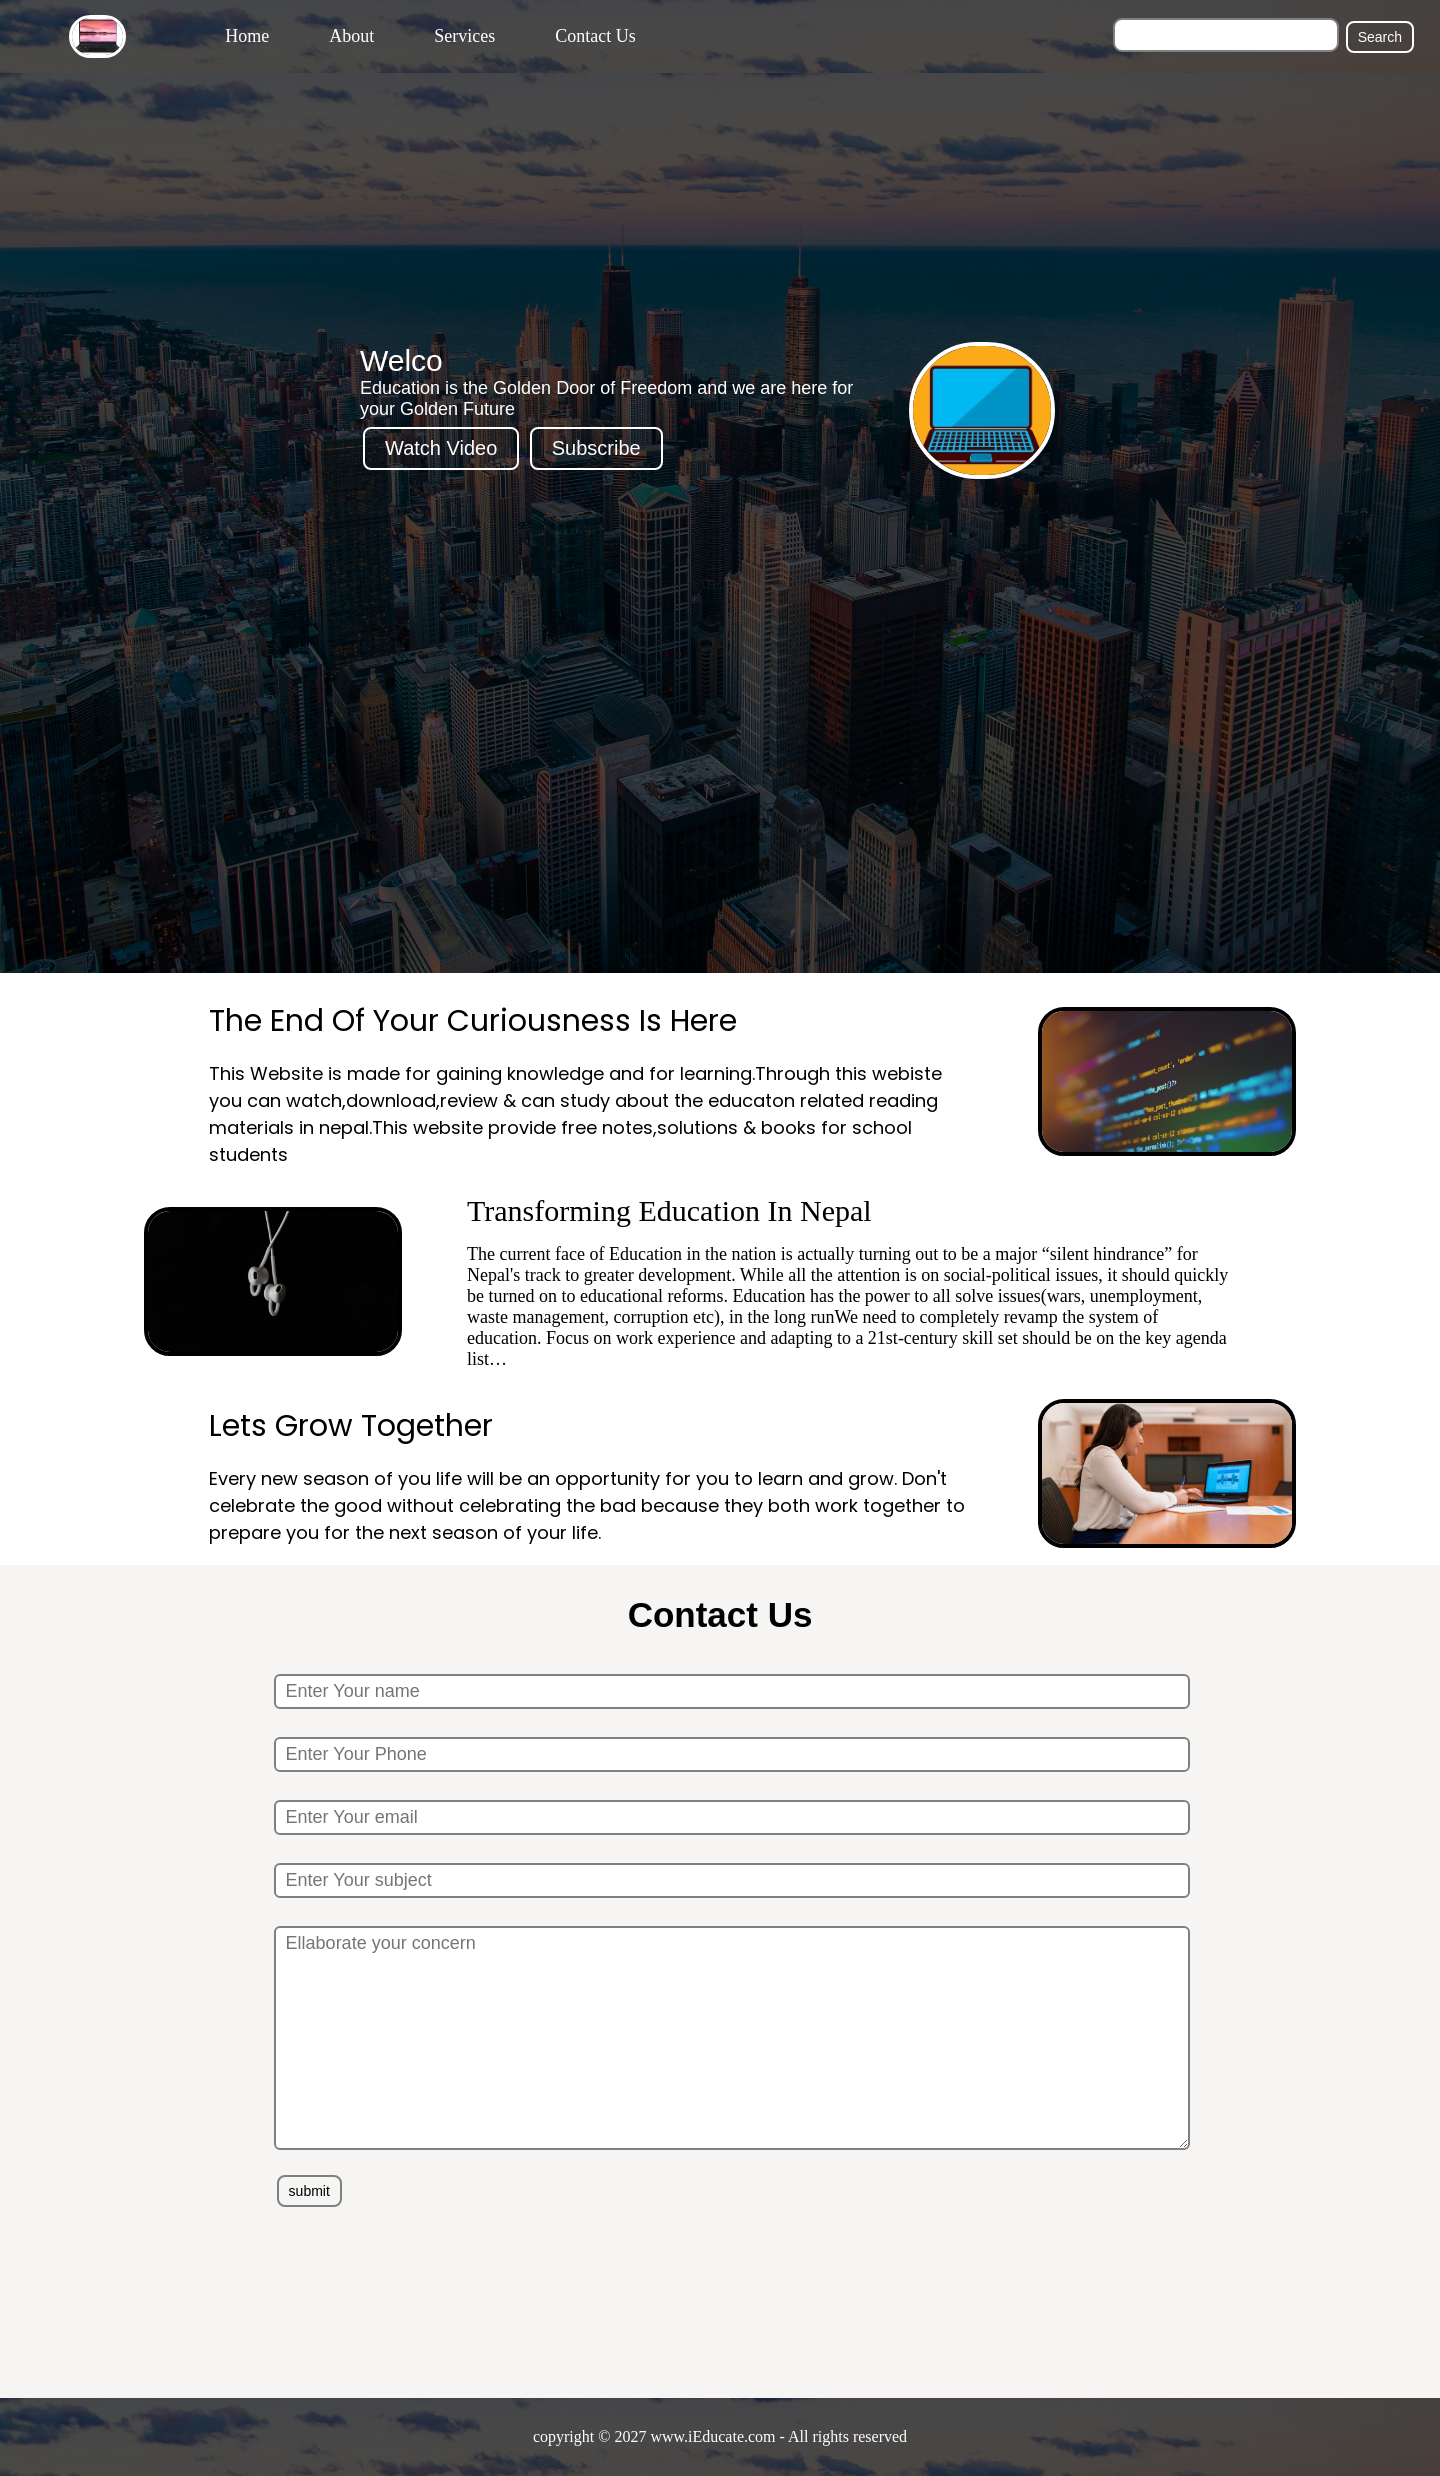 Home About Services Contact Us Search
Welco
Education is the Golden Door of Freedom and we are here for
your Golden Future
Watch Video Subscribe
The End Of Your Curiousness Is Here
This Website is made for gaining knowledge and for learning.Through this webiste
you can watch,download,review & can study about the educaton related reading
materials in nepal.This website provide free notes,solutions & books for school
students
Transforming Education In Nepal
The current face of Education in the nation is actually turning out to be a major “silent hindrance” for
Nepal's track to greater development. While all the attention is on social-political issues, it should quickly
be turned on to educational reforms. Education has the power to all solve issues(wars, unemployment,
waste management, corruption etc), in the long runWe need to completely revamp the system of
education. Focus on work experience and adapting to a 21st-century skill set should be on the key agenda
list…
Lets Grow Together
Every new season of you life will be an opportunity for you to learn and grow. Don't
celebrate the good without celebrating the bad because they both work together to
prepare you for the next season of your life.
Contact Us
Enter Your name
Enter Your Phone
Enter Your email
Enter Your subject
Ellaborate your concern
submit
copyright © 2027 www.iEducate.com - All rights reserved